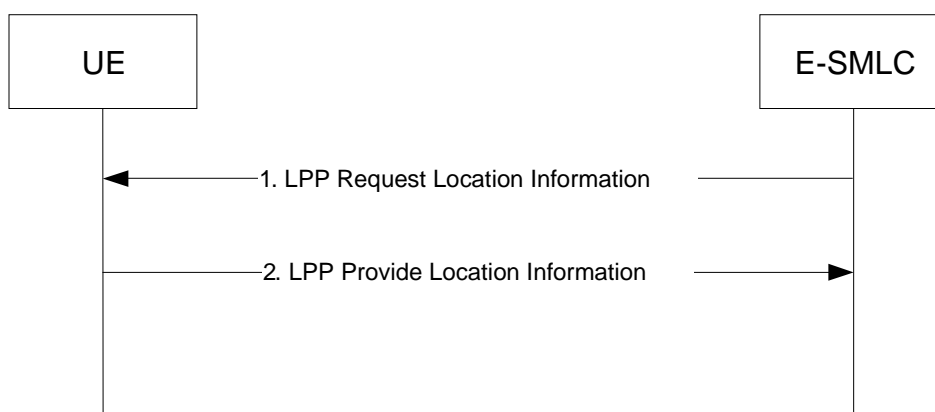 UE
E-SMLC
1. LPP Request Location Information
2. LPP Provide Location Information